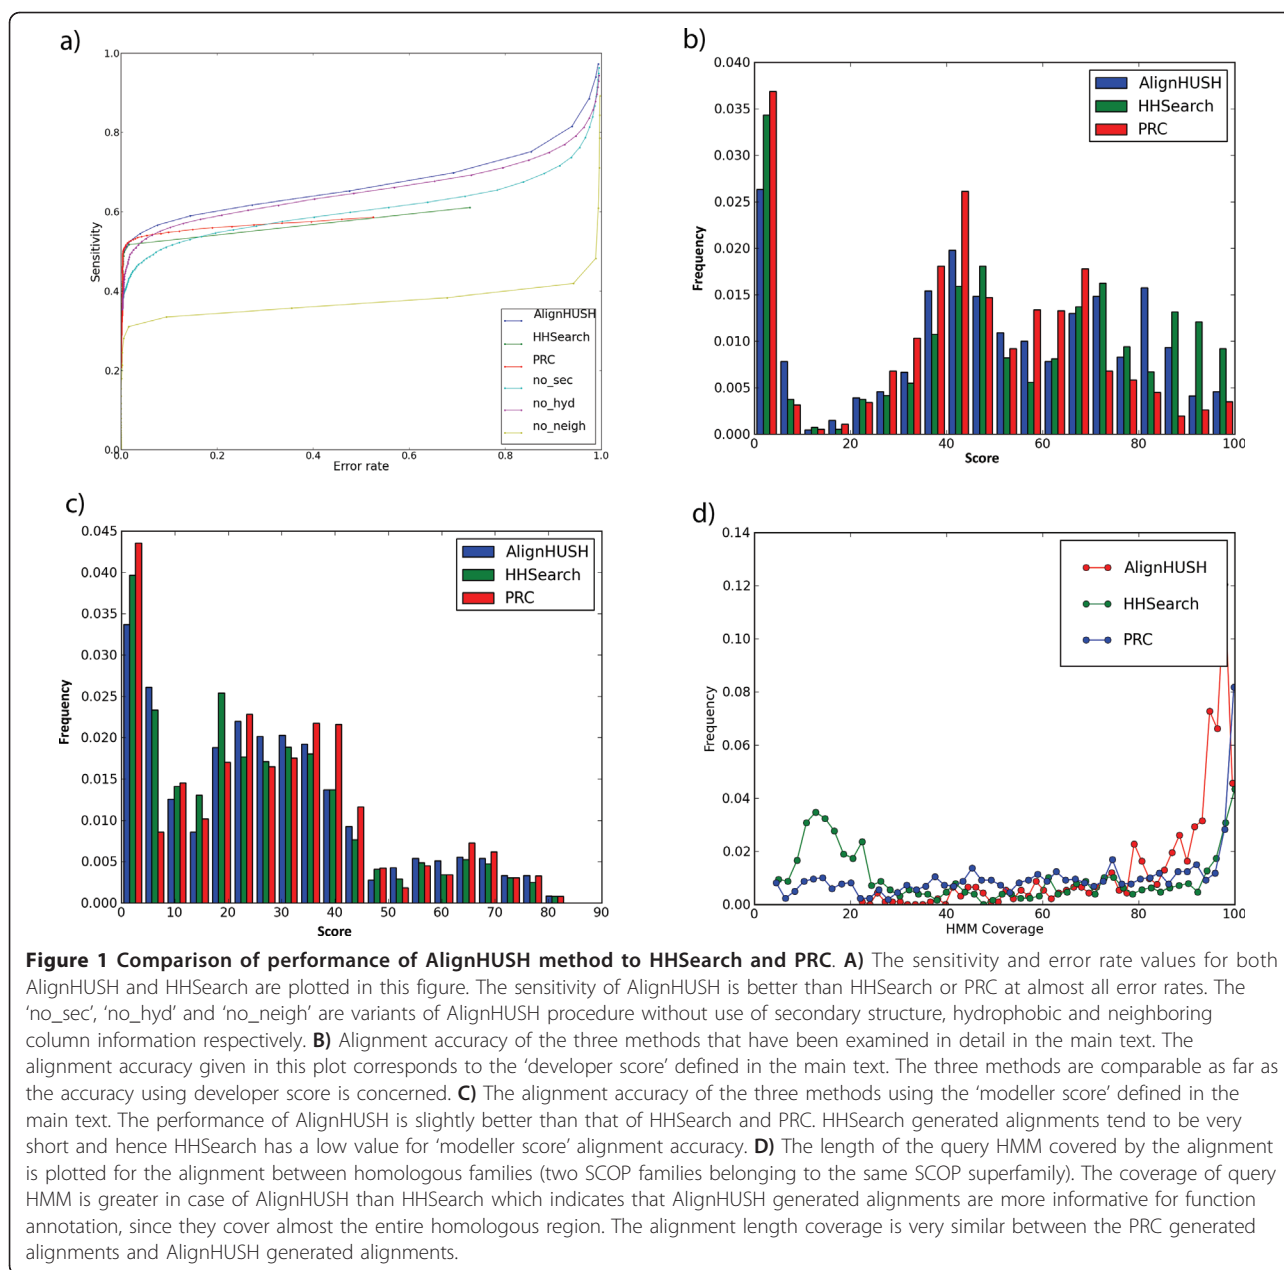 a)
1.0
0.8
0.6
0.4
0.2
0.0
Sensitivity
0.0 0.2 0.4 0.6 0.8 1.0
Error rate
AlignHUSH
HHSearch
PRC
no_sec
no_hyd
no_neigh
b)
0.040
0.035
0.030
0.025
0.020
0.015
0.010
0.005
0.000
Frequency
0 20 40 60 80 100
Score
AlignHUSH
HHSearch
PRC
c)
0.045
0.040
0.035
0.030
0.025
0.020
0.015
0.010
0.005
0.000
Frequency
0 10 20 30 40 50 60 70 80 90
Score
AlignHUSH
HHSearch
PRC
d)
0.14
0.12
0.10
0.08
0.06
0.04
0.02
0.00
Frequency
0 20 40 60 80 100
HMM Coverage
AlignHUSH
HHSearch
PRC
Figure 1 Comparison of performance of AlignHUSH method to HHSearch and PRC. A) The sensitivity and error rate values for both
AlignHUSH and HHSearch are plotted in this figure. The sensitivity of AlignHUSH is better than HHSearch or PRC at almost all error rates. The
‘no_sec’, ‘no_hyd’ and ‘no_neigh’ are variants of AlignHUSH procedure without use of secondary structure, hydrophobic and neighboring
column information respectively. B) Alignment accuracy of the three methods that have been examined in detail in the main text. The
alignment accuracy given in this plot corresponds to the ‘developer score’ defined in the main text. The three methods are comparable as far as
the accuracy using developer score is concerned. C) The alignment accuracy of the three methods using the ‘modeller score’ defined in the
main text. The performance of AlignHUSH is slightly better than that of HHSearch and PRC. HHSearch generated alignments tend to be very
short and hence HHSearch has a low value for ‘modeller score’ alignment accuracy. D) The length of the query HMM covered by the alignment
is plotted for the alignment between homologous families (two SCOP families belonging to the same SCOP superfamily). The coverage of query
HMM is greater in case of AlignHUSH than HHSearch which indicates that AlignHUSH generated alignments are more informative for function
annotation, since they cover almost the entire homologous region. The alignment length coverage is very similar between the PRC generated
alignments and AlignHUSH generated alignments.